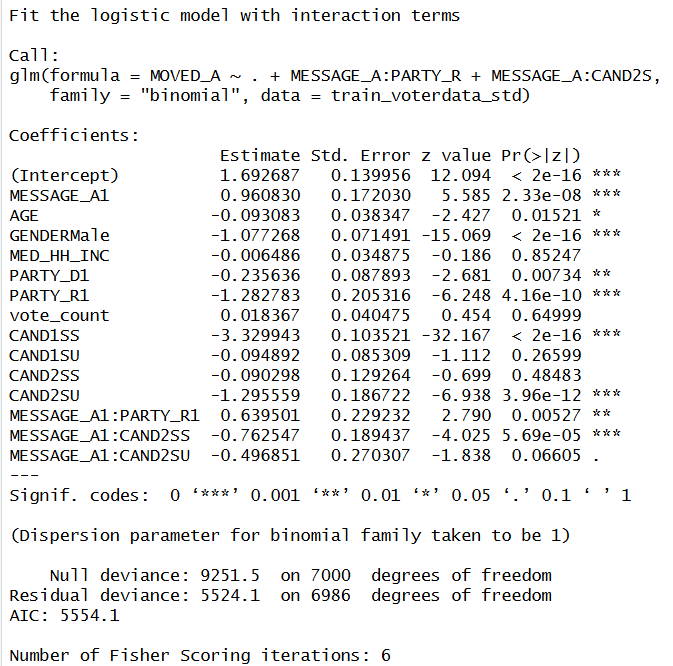 Fit the logistic model with interaction terms
Call:
glm(formula = MOVED_A ~ . + MESSAGE_A:PARTY_R + MESSAGE_A:CAND2S,
    family = "binomial", data = train_voterdata_std)
Coefficients:
                      Estimate Std. Error z value Pr(>|z|)
(Intercept)           1.692687   0.139956  12.094  < 2e-16 ***
MESSAGE_A1            0.960830   0.172030   5.585 2.33e-08 ***
AGE                  -0.093083   0.038347  -2.427  0.01521 *
GENDERMale           -1.077268   0.071491 -15.069  < 2e-16 ***
MED_HH_INC           -0.006486   0.034875  -0.186  0.85247
PARTY_D1             -0.235636   0.087893  -2.681  0.00734 **
PARTY_R1             -1.282783   0.205316  -6.248 4.16e-10 ***
vote_count            0.018367   0.040475   0.454  0.64999
CAND1SS              -3.329943   0.103521 -32.167  < 2e-16 ***
CAND1SU              -0.094892   0.085309  -1.112  0.26599
CAND2SS              -0.090298   0.129264  -0.699  0.48483
CAND2SU              -1.295559   0.186722  -6.938 3.96e-12 ***
MESSAGE_A1:PARTY_R1   0.639501   0.229232   2.790  0.00527 **
MESSAGE_A1:CAND2SS   -0.762547   0.189437  -4.025 5.69e-05 ***
MESSAGE_A1:CAND2SU   -0.496851   0.270307  -1.838  0.06605 .
---
Signif. codes:  0 ‘***’ 0.001 ‘**’ 0.01 ‘*’ 0.05 ‘.’ 0.1 ‘ ’ 1
(Dispersion parameter for binomial family taken to be 1)
    Null deviance: 9251.5  on 7000  degrees of freedom
Residual deviance: 5524.1  on 6986  degrees of freedom
AIC: 5554.1
Number of Fisher Scoring iterations: 6